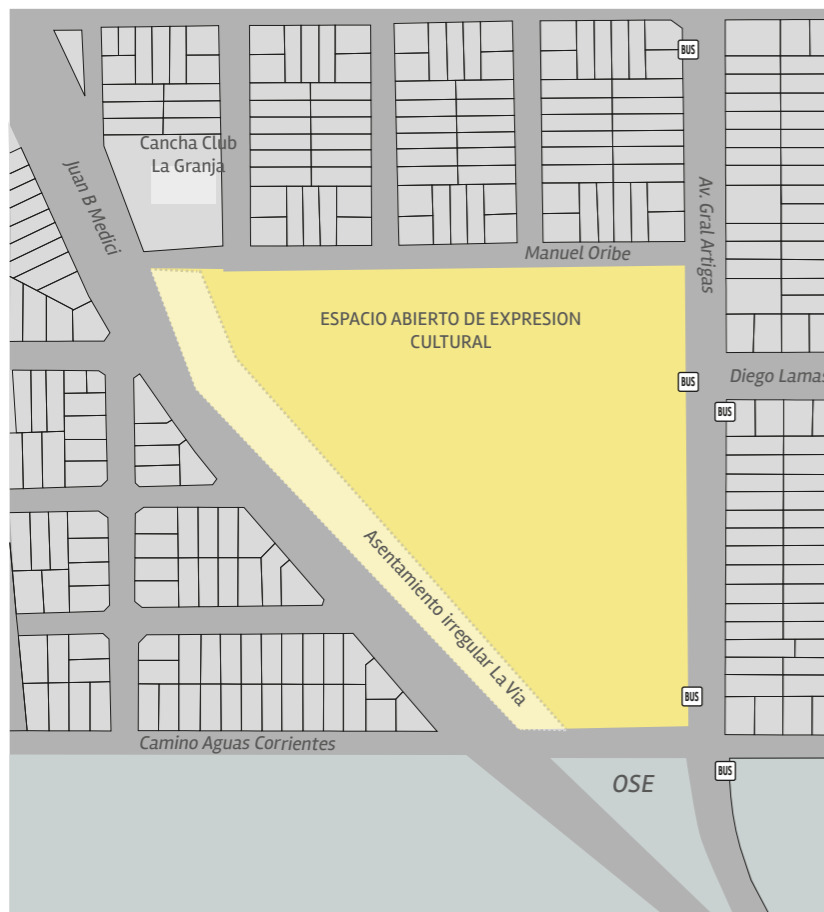 BUS
Cancha Club
La Granja
Juan B Medici
Av. Gral Artigas
Manuel Oribe
ESPACIO ABIERTO DE EXPRESION
CULTURAL
BUS
Diego Lamas
BUS
Asentamiento irregular La Via
BUS
Camino Aguas Corrientes
BUS
OSE